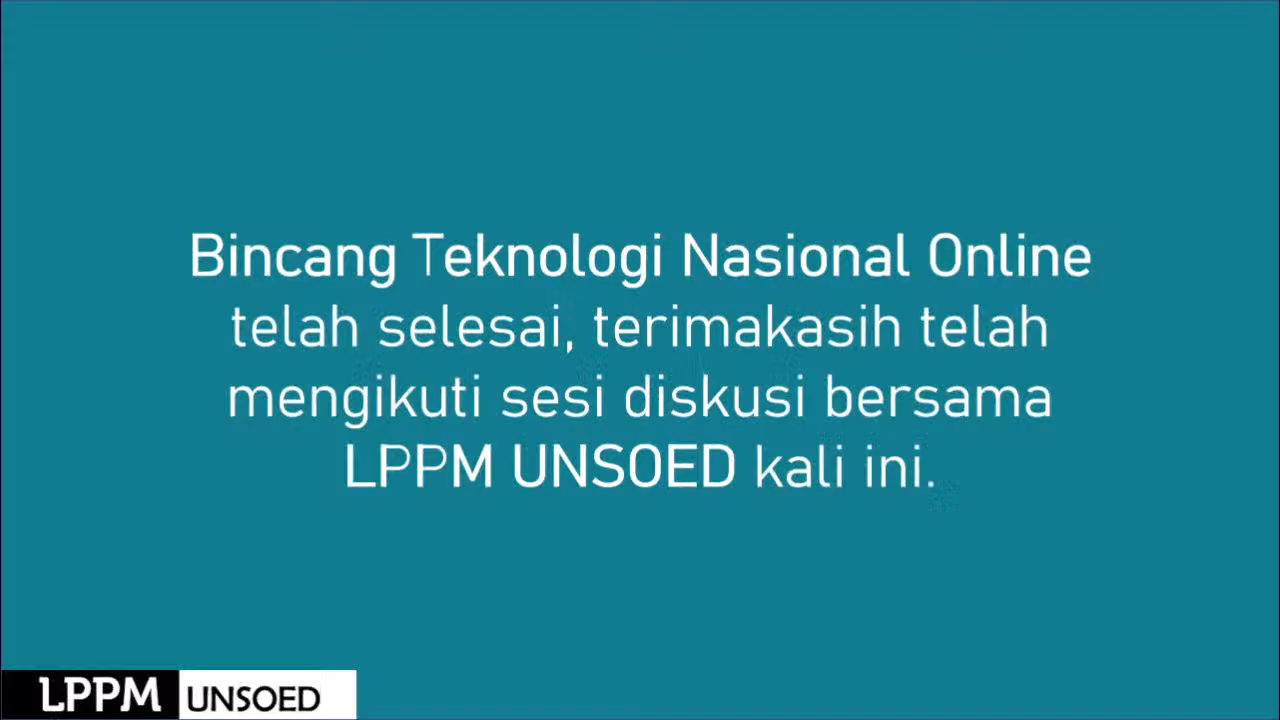 Bincang Teknologi Nasional Online
telah selesai, terimakasih telah
mengikuti sesi diskusi bersama
LPPM UNSOED kali ini.
LPPM UNSOED